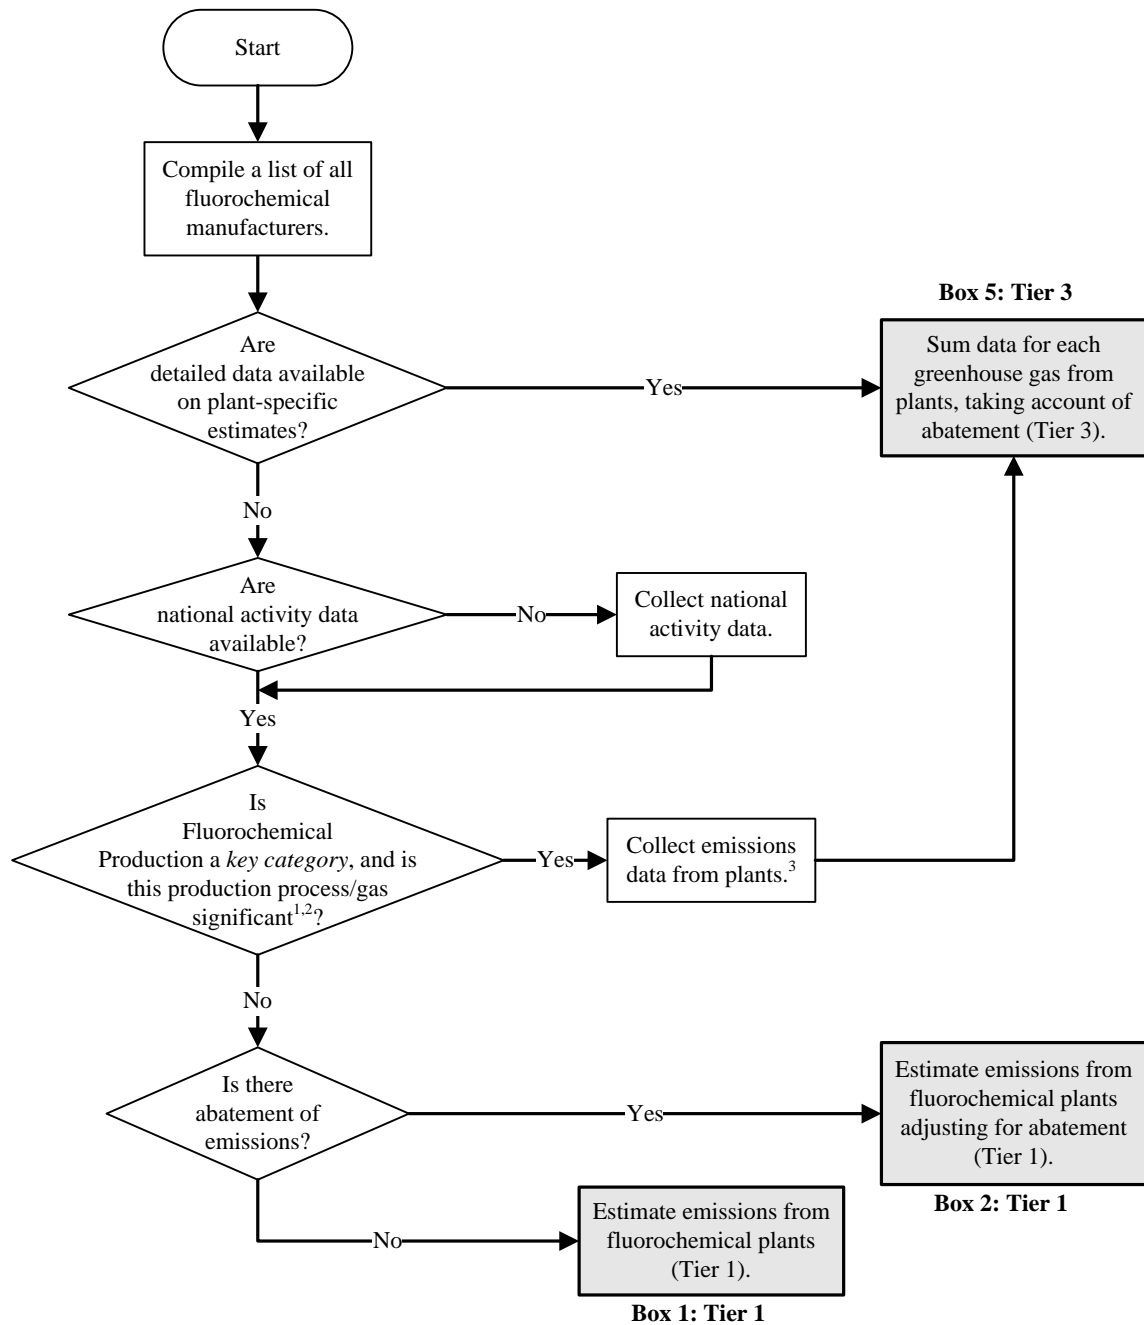 Start
Compile a list of all
fluorochemical
manufacturers.
Box 5: Tier 3
Are
detailed data available
on plant-specific
estimates?
Yes
Sum data for each
greenhouse gas from
plants, taking account of
abatement (Tier 3).
No
Are
national activity data
available?
No
Collect national
activity data.
Yes
Is
Fluorochemical
Production a key category, and is
this production process/gas
significant1,2?
Yes
Collect emissions
data from plants.3
No
Is there
abatement of
emissions?
Yes
Estimate emissions from
fluorochemical plants
adjusting for abatement
(Tier 1).
Box 2: Tier 1
No
Estimate emissions from
fluorochemical plants
(Tier 1).
Box 1: Tier 1